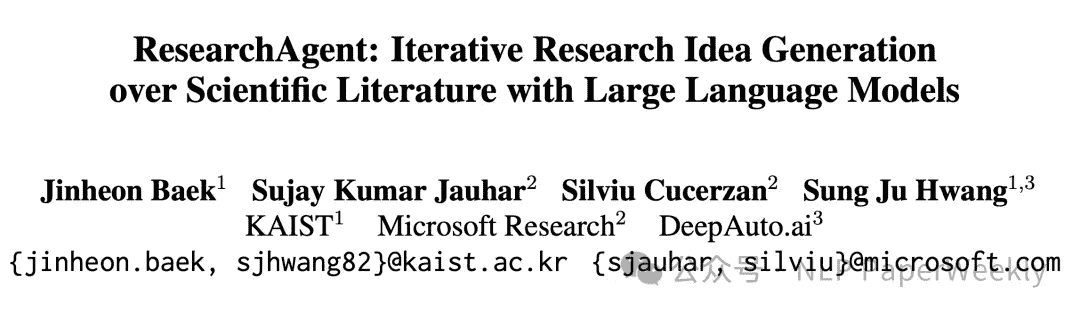 ResearchAgent: Iterative Research Idea Generation
over Scientific Literature with Large Language Models
Jinheon Baek¹ Sujay Kumar Jauhar² Silviu Cucerzan² Sung Ju Hwang¹,³
KAIST¹ Microsoft Research² DeepAuto.ai³
{jinheon.baek, sjhwang82}@kaist.ac.kr {sjauhar, silviu}@microsoft.com
公众号 NLP PaperWeekly